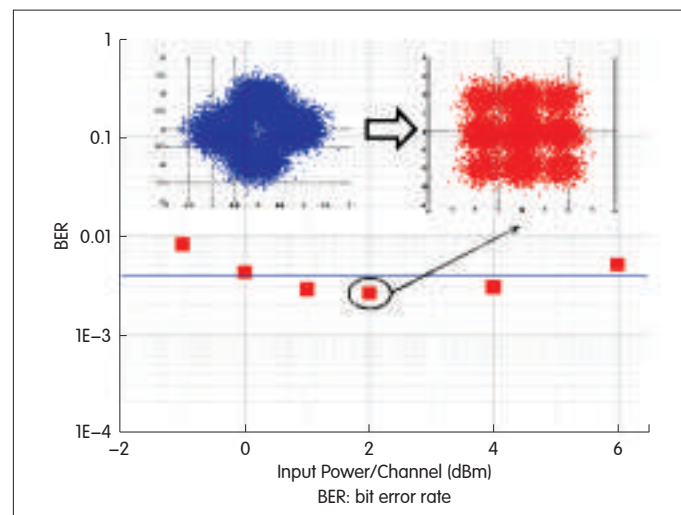 1
0.1
0.01
1E-3
1E-4
BER
−2
0
2
4
6
Input Power/Channel (dBm)
BER: bit error rate